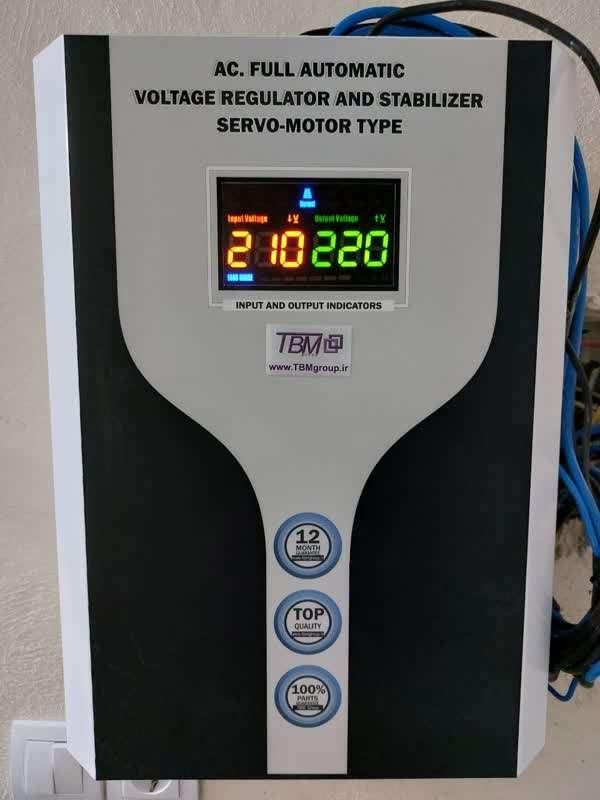 AC. FULL AUTOMATIC
VOLTAGE REGULATOR AND STABILIZER
SERVO-MOTOR TYPE
Input Voltage ↓V Output Voltage ↑V
210 220
INPUT AND OUTPUT INDICATORS
TBM
www.TBMgroup.ir
12
MONTH
GUARANTEE
TOP
QUALITY
100%
PARTS